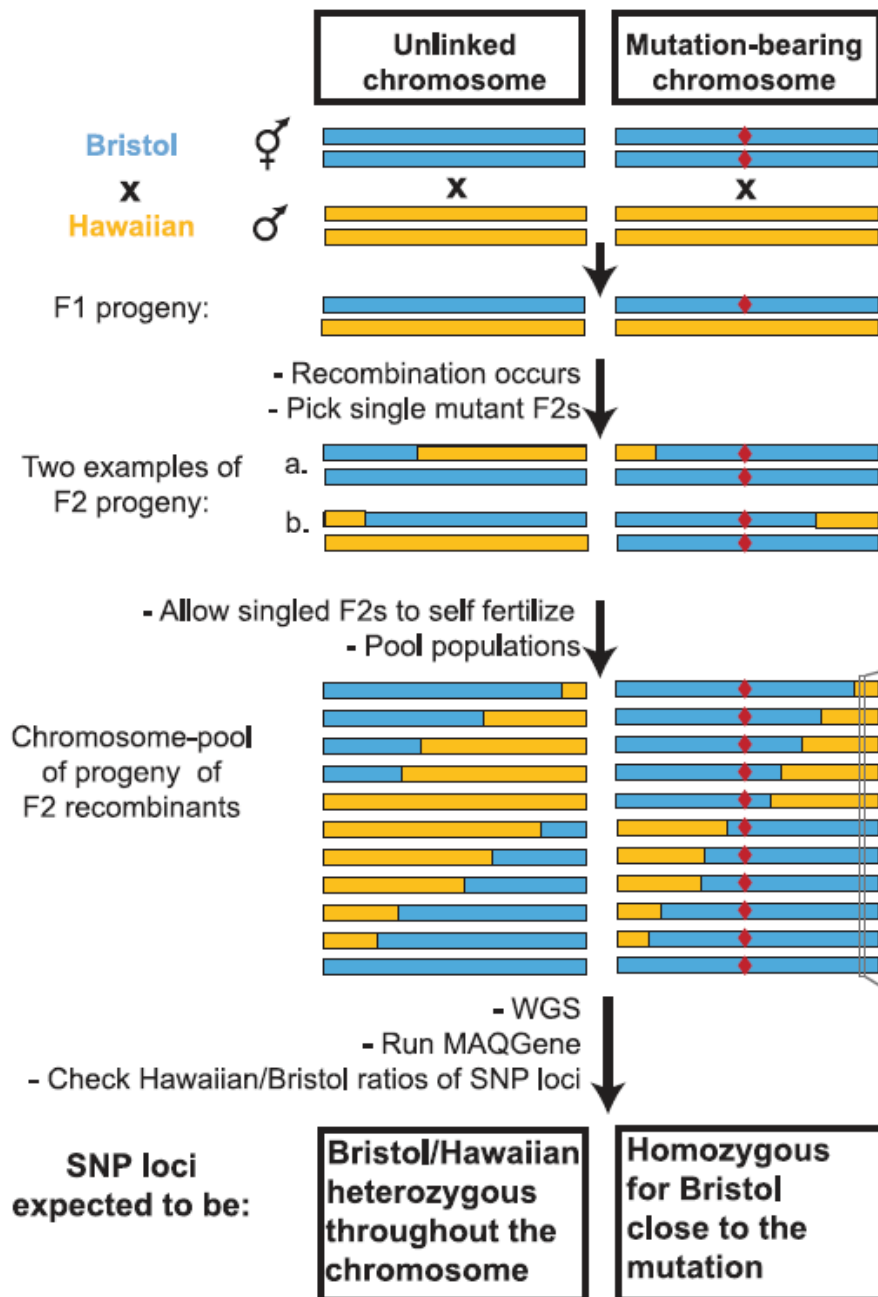 Unlinked
chromosome
Mutation-bearing
chromosome
Bristol
x
x
x
Hawaiian
F1 progeny:
- Recombination occurs
- Pick single mutant F2s
Two examples of
F2 progeny:
a.
b.
- Allow singled F2s to self fertilize
- Pool populations
Chromosome-pool
of progeny of
F2 recombinants
- WGS
- Run MAQGene
- Check Hawaiian/Bristol ratios of SNP loci
SNP loci
expected to be:
Bristol/Hawaiian
heterozygous
throughout the
chromosome
Homozygous
for Bristol
close to the
mutation